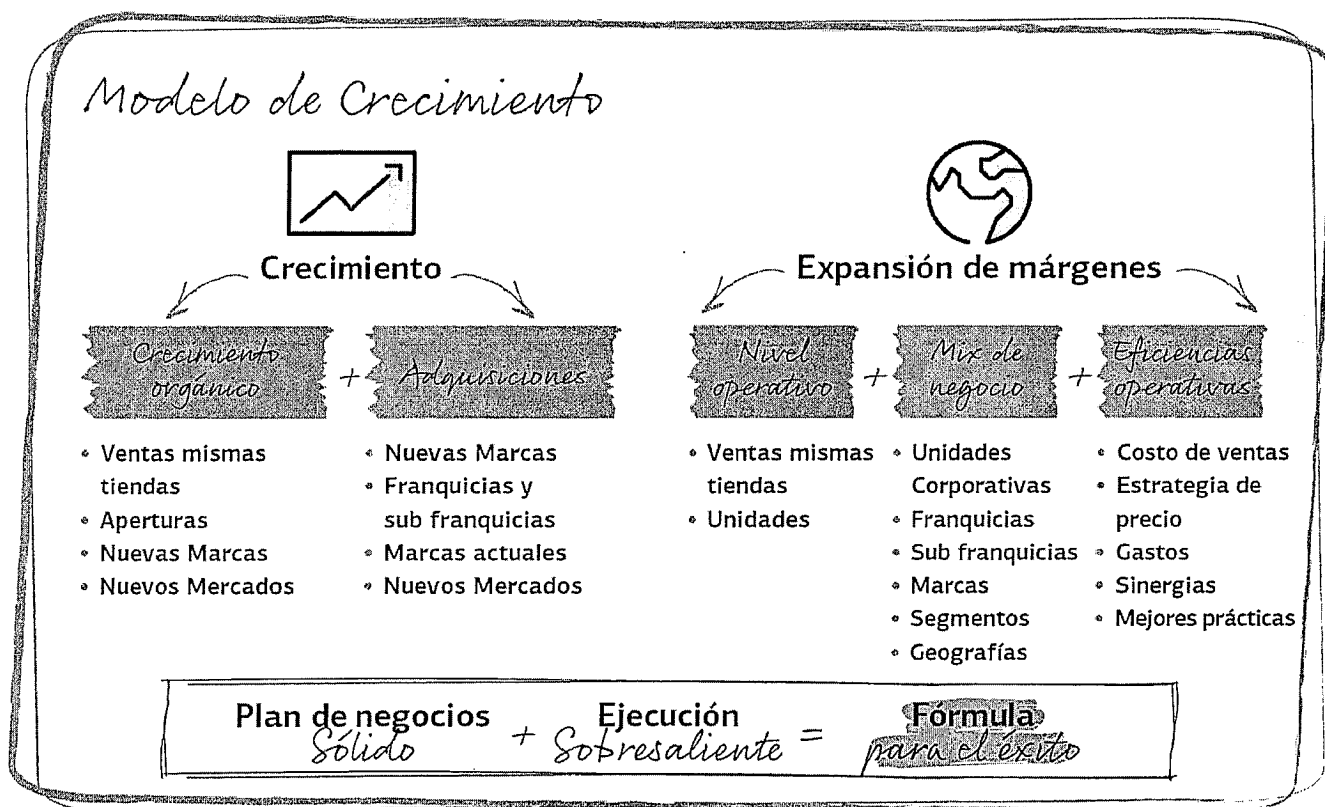 Modelo de Crecimiento
Crecimiento
Crecimiento
orgánico
+
Adquisiciones
• Ventas mismas
tiendas
• Aperturas
• Nuevas Marcas
• Nuevos Mercados
• Nuevas Marcas
• Franquicias y
sub franquicias
• Marcas actuales
• Nuevos Mercados
Expansión de márgenes
Nivel
operativo
+
Mix de
negocio
+
Eficiencias
operativas
• Ventas mismas
tiendas
• Unidades
• Unidades
Corporativas
• Franquicias
• Sub franquicias
• Marcas
• Segmentos
• Geografías
• Costo de ventas
• Estrategia de
precio
• Gastos
• Sinergias
• Mejores prácticas
Plan de negocios
Sólido
+
Ejecución
Sobresaliente
=
Fórmula
para el éxito